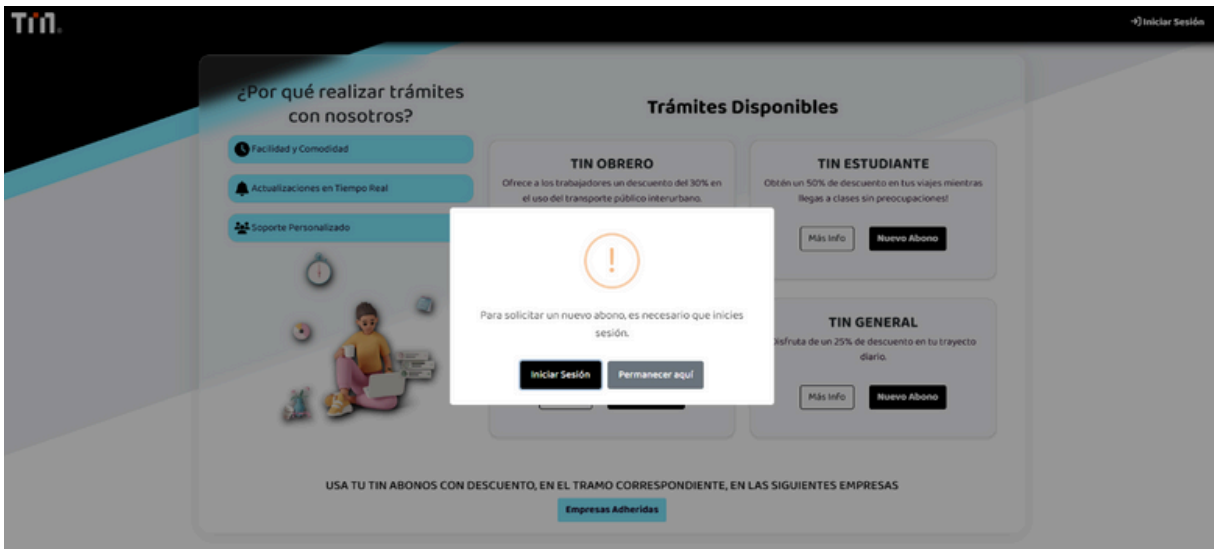 Tin.
Iniciar Sesión
¿Por qué realizar trámites
con nosotros?
Facilidad y Comodidad
Actualizaciones en Tiempo Real
Soporte Personalizado
Trámites Disponibles
TIN OBRERO
Ofrece a los trabajadores un descuento del 30% en
el uso del transporte público interurbano.
TIN ESTUDIANTE
Obtén un 50% de descuento en tus viajes mientras
llegas a clases sin preocupaciones!
Más Info
Nuevo Abono
Para solicitar un nuevo abono, es necesario que inicies
sesión.
Iniciar Sesión
Permanecer aquí
TIN GENERAL
Disfruta de un 25% de descuento en tu trayecto
diario.
Más Info
Nuevo Abono
USA TU TIN ABONOS CON DESCUENTO, EN EL TRAMO CORRESPONDIENTE, EN LAS SIGUIENTES EMPRESAS
Empresas Adheridas